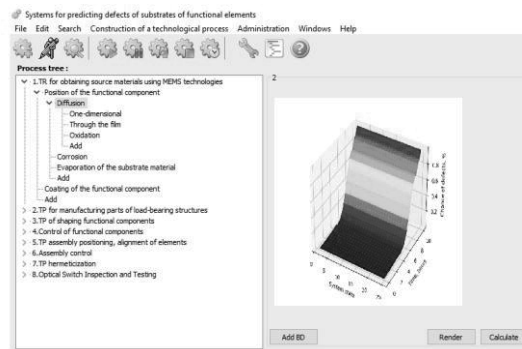 Systems for predicting defects of substrates of functional elements
File Edit Search Construction of a technological process Administration Windows Help
Process tree :
1.TR for obtaining source materials using MEMS technologies
Position of the functional component
Diffusion
One-dimensional
Through the film
Oxidation
Add
Corrosion
Evaporation of the substrate material
Add
Coating of the functional component
Add
2.TP for manufacturing parts of load-bearing structures
3.TP of shaping functional components
4.Control of functional components
5.TP assembly positioning, alignment of elements
6.Assembly control
7.TP hermeticization
8.Optical Switch Inspection and Testing
2
Chance of defects, %
Add BD
Render
Calculate